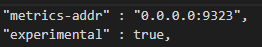 "metrics-addr" : "0.0.0.0:9323",
"experimental" : true,